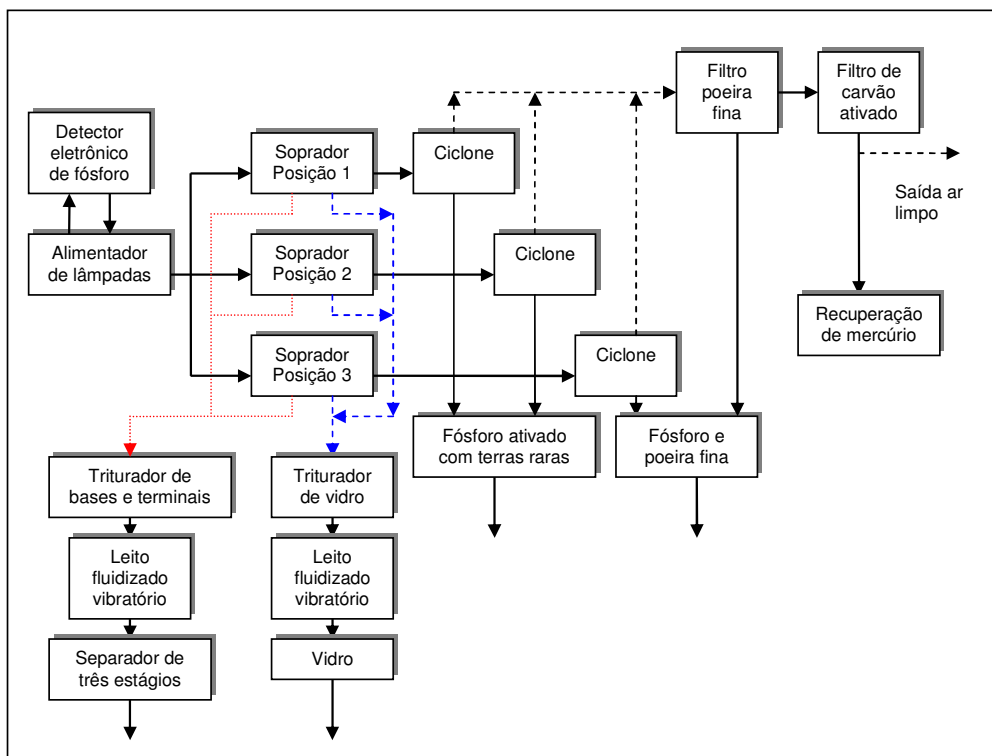 Filtro
poeira
fina
Filtro de
carvão
ativado
Detector
eletrônico
de fósforo
Soprador
Posição 1
Ciclone
Saída ar
limpo
Alimentador
de lâmpadas
Soprador
Posição 2
Ciclone
Recuperação
de mercúrio
Soprador
Posição 3
Ciclone
Fósforo ativado
com terras raras
Fósforo e
poeira fina
Triturador de
bases e terminais
Triturador
de vidro
Leito
fluidizado
vibratório
Leito
fluidizado
vibratório
Separador de
três estágios
Vidro